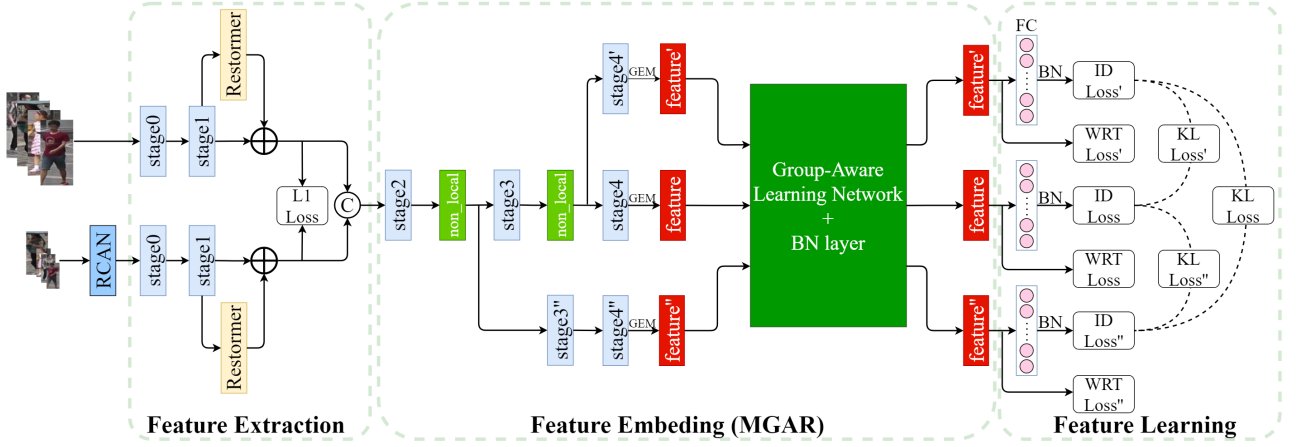 Restormer
stage0
stage1
L1
Loss
C
RCAN
stage0
stage1
Restormer
Feature Extraction
stage2
non_local
stage3
non_local
stage4'
GEM
feature'
stage4
GEM
feature
stage3"
stage4"
GEM
feature"
Group-Aware
Learning Network
+
BN layer
Feature Embeding (MGAR)
feature'
feature
feature"
FC
BN
ID
Loss'
WRT
Loss'
KL
Loss'
BN
ID
Loss
KL
Loss
WRT
Loss
KL
Loss"
BN
ID
Loss"
WRT
Loss"
Feature Learning